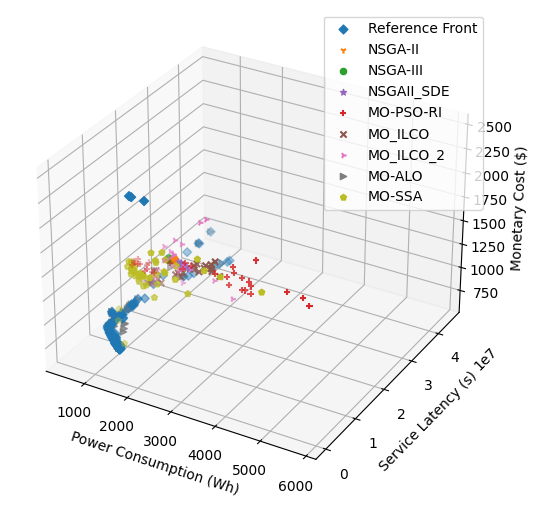 Reference Front
NSGA-II
NSGA-III
NSGAII_SDE
MO-PSO-RI
MO_ILCO
MO_ILCO_2
MO-ALO
MO-SSA
2500
2250
2000
1750
1500
1250
1000
750
Monetary Cost ($)
1e7
4
3
2
1
0
Service Latency (s)
1000
2000
3000
4000
5000
6000
Power Consumption (Wh)